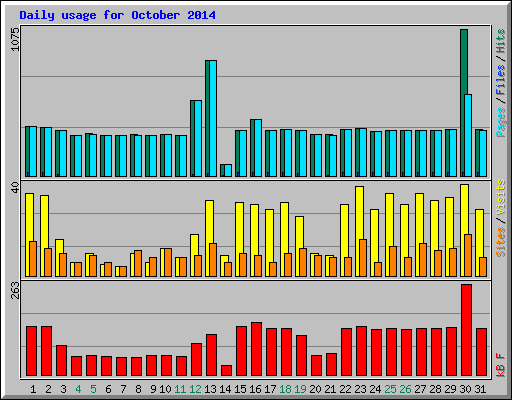 Daily usage for October 2014
1075
Pages / Files / Hits
40
Sites / Visits
263
kB F
1 2 3 4 5 6 7 8 9 10 11 12 13 14 15 16 17 18 19 20 21 22 23 24 25 26 27 28 29 30 31